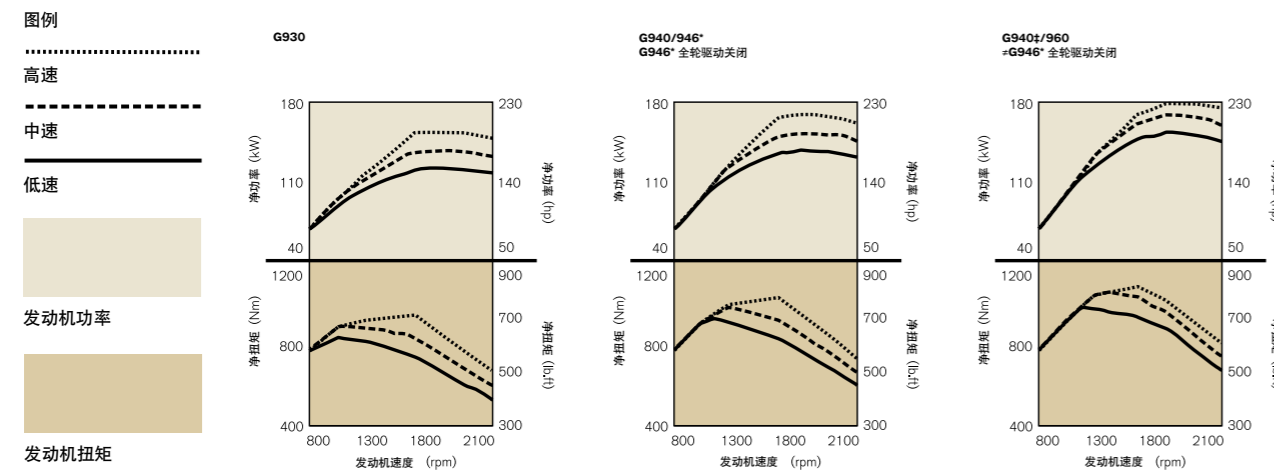 图例
高速
中速
低速
发动机功率
发动机扭矩
G930
180
110
40
净功率 (kW)
230
140
50
净功率 (hp)
1200
800
400
净扭矩 (Nm)
900
700
500
300
净扭矩 (lb.ft)
800 1300 1800 2100
发动机速度 (rpm)
G940/946*
G946* 全轮驱动关闭
180
110
40
净功率 (kW)
230
140
50
净功率 (hp)
1200
800
400
净扭矩 (Nm)
900
700
500
300
净扭矩 (lb.ft)
800 1300 1800 2100
发动机速度 (rpm)
G940‡/960
≠G946* 全轮驱动关闭
180
110
40
净功率 (kW)
230
140
50
1200
800
400
净扭矩 (Nm)
900
700
500
300
800 1300 1800 2100
发动机速度 (rpm)